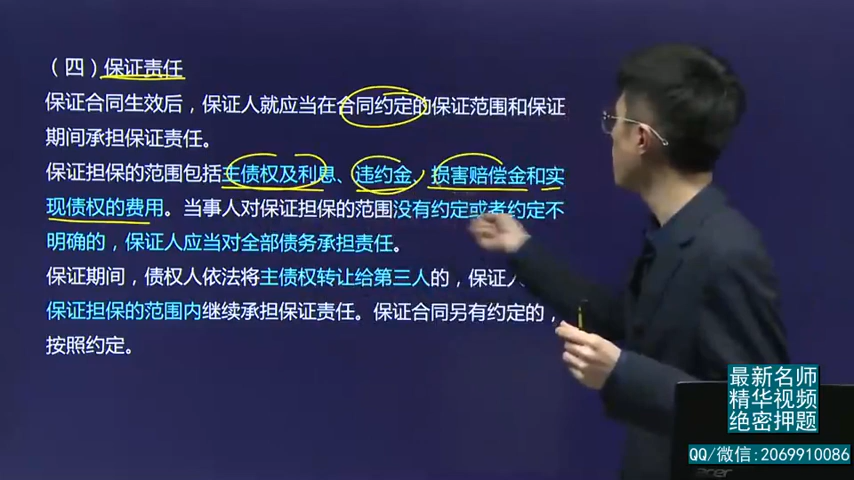 （四）保证责任
保证合同生效后，保证人就应当在合同约定的保证范围和保证
期间承担保证责任。
保证担保的范围包括主债权及利息、违约金、损害赔偿金和实
现债权的费用。当事人对保证担保的范围没有约定或者约定不
明确的，保证人应当对全部债务承担责任。
保证期间，债权人依法将主债权转让给第三人的，保证人
保证担保的范围内继续承担保证责任。保证合同另有约定的，
按照约定。
最新名师
精华视频
绝密押题
QQ/微信:2069910086
acer